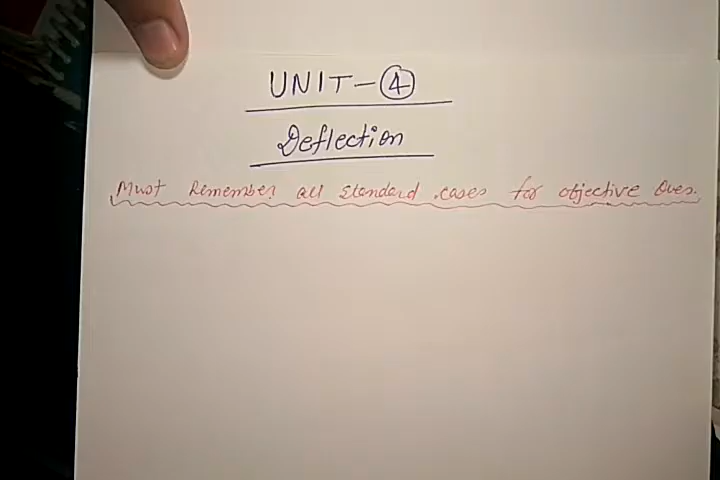 UNIT-④
Deflection
Must Remember all standard cases for objective Ques.